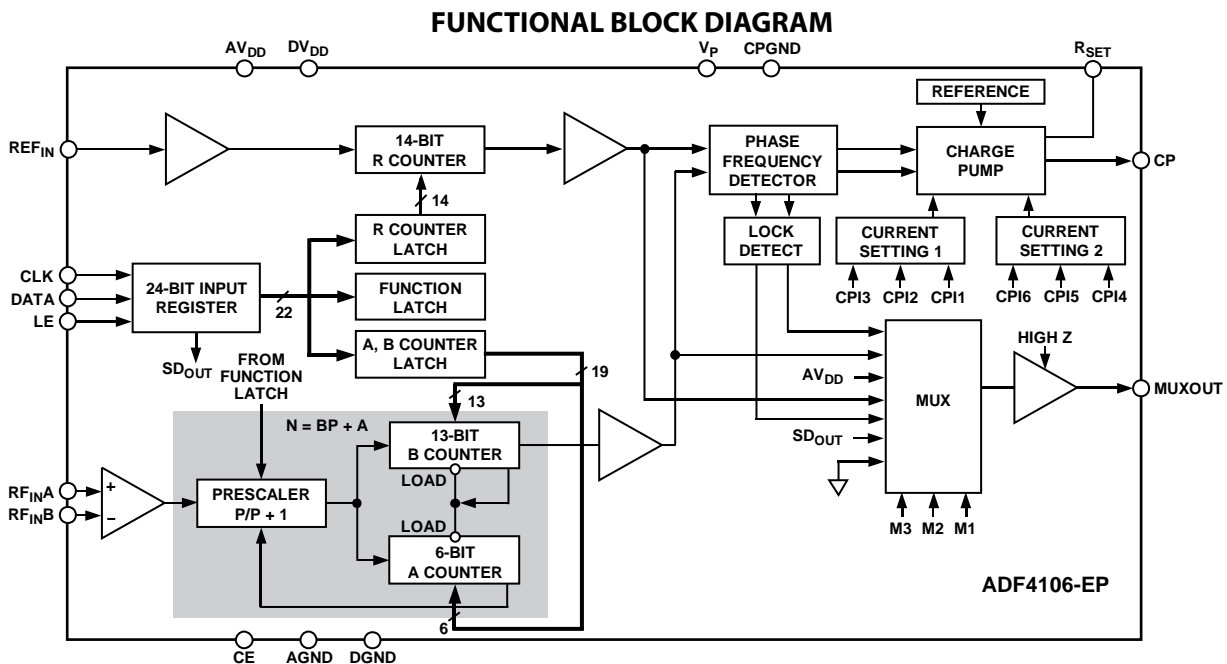 FUNCTIONAL BLOCK DIAGRAM
AVDD
DVDD
VP
CPGND
RSET
REFERENCE
REFIN
14-BIT
R COUNTER
PHASE
FREQUENCY
DETECTOR
CHARGE
PUMP
CP
14
R COUNTER
LATCH
LOCK
DETECT
CURRENT
SETTING 1
CURRENT
SETTING 2
CLK
DATA
LE
24-BIT INPUT
REGISTER
22
FUNCTION
LATCH
CPI3
CPI2
CPI1
CPI6
CPI5
CPI4
A, B COUNTER
LATCH
SDOUT
FROM
FUNCTION
LATCH
19
13
HIGH Z
AVDD
MUX
MUXOUT
SDOUT
N = BP + A
13-BIT
B COUNTER
LOAD
RFINA
RFINB
+
–
PRESCALER
P/P + 1
LOAD
6-BIT
A COUNTER
M3
M2
M1
6
ADF4106-EP
CE
AGND
DGND